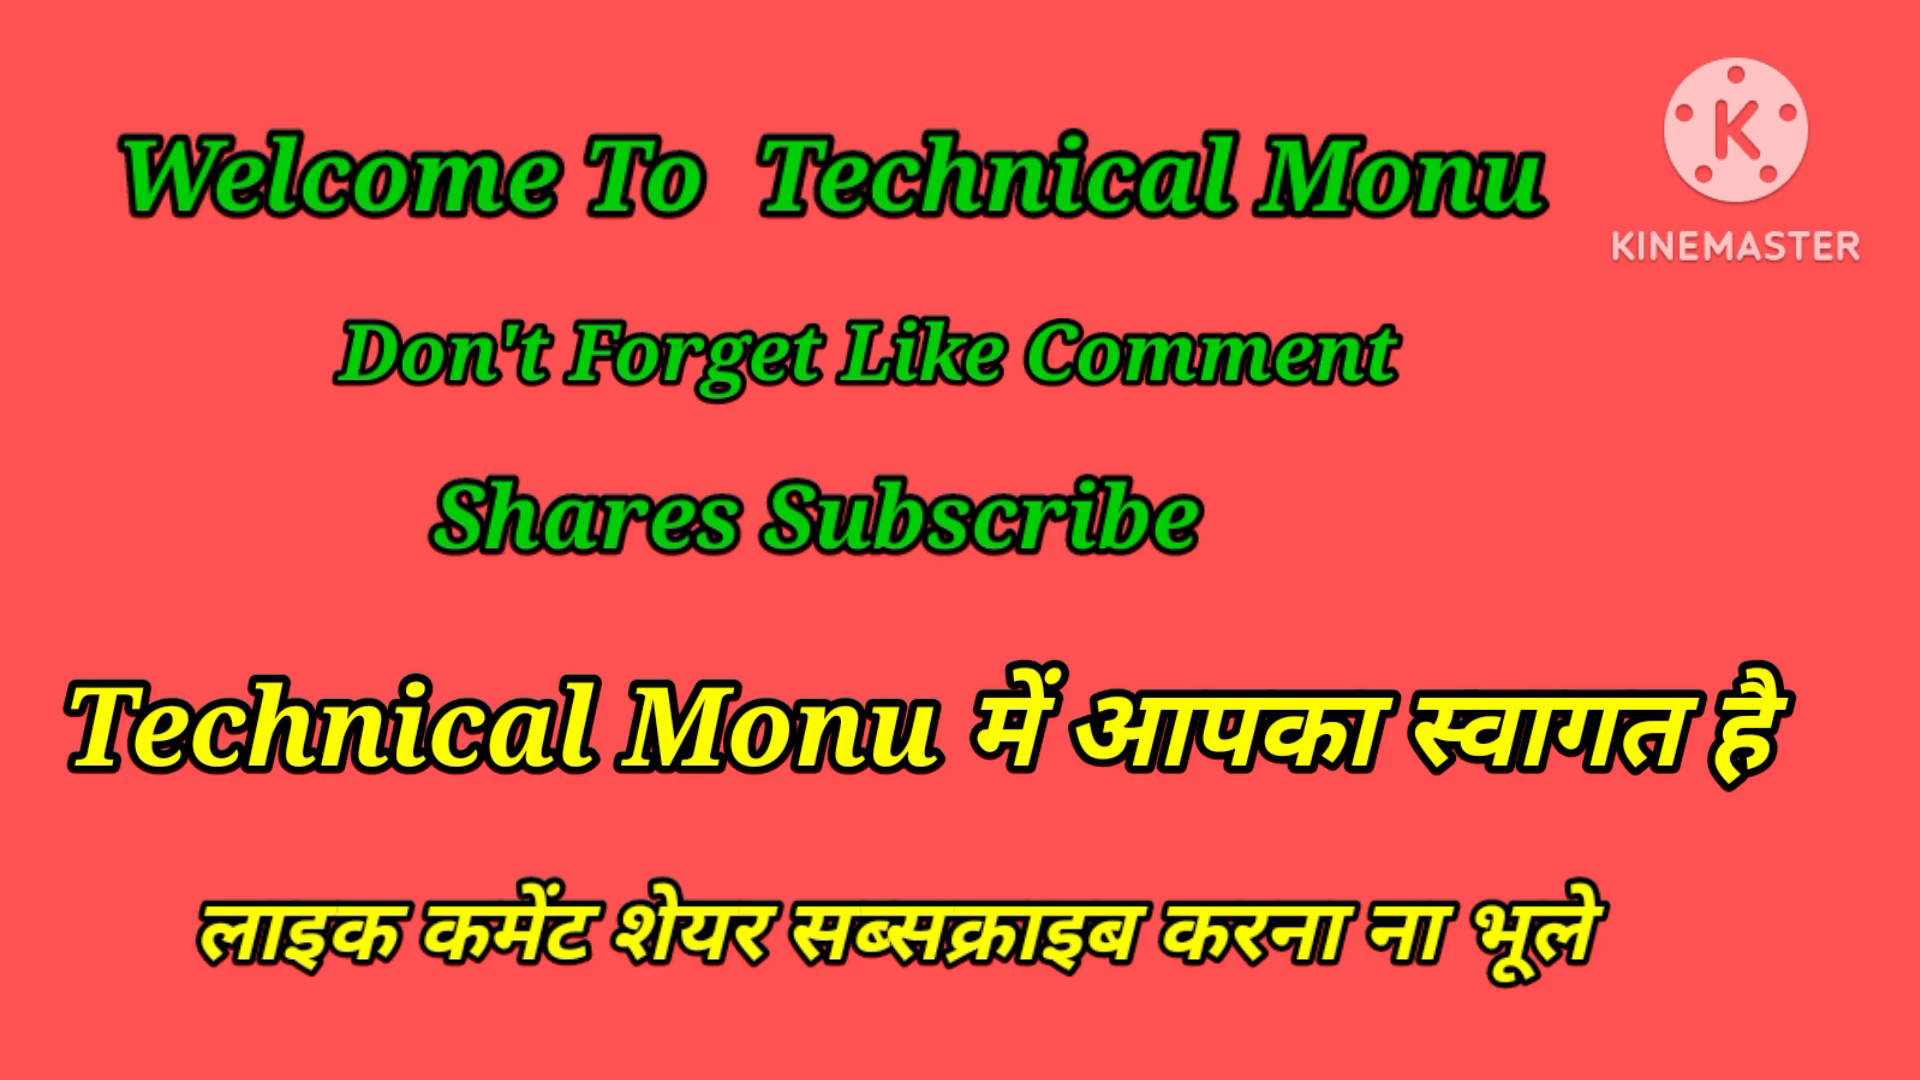 Welcome To Technical Monu
K
KINEMASTER
Don't Forget Like Comment
Shares Subscribe
Technical Monu में आपका स्वागत है
लाइक कमेंट शेयर सब्सक्राइब करना ना भूले